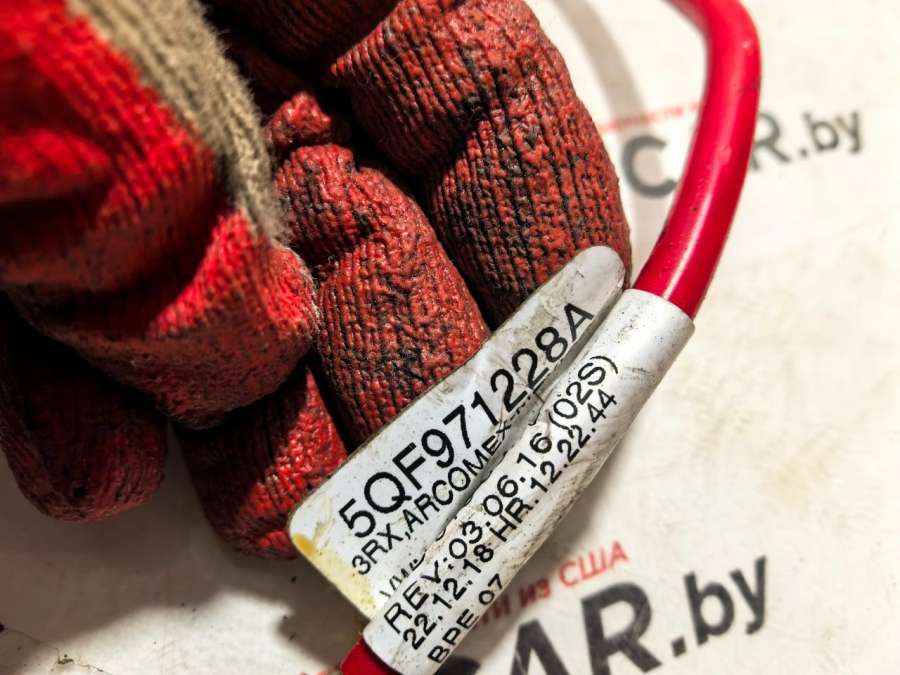 5QF971228A
3RX,ARCOMEX
REV:03.06.16 (02S)
22.12.18 HR:12.22.44
BPE 07
CAR.by
из США
CAR.by